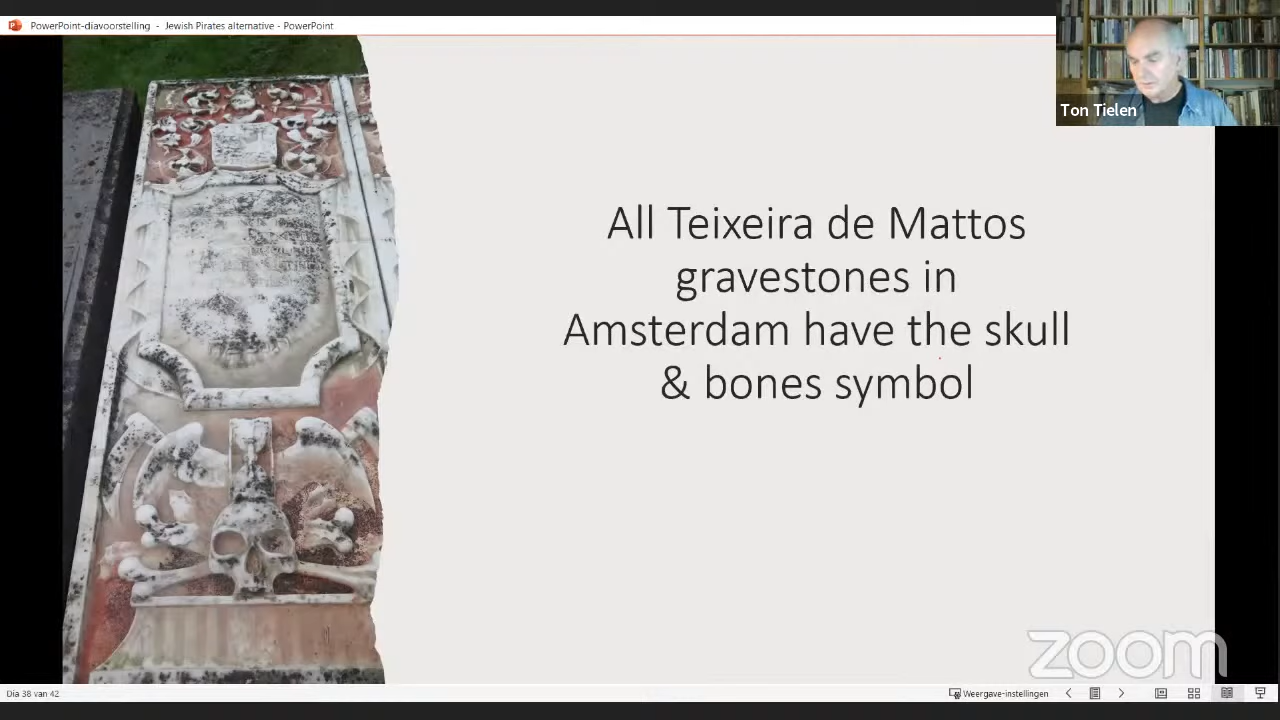 PowerPoint-diavoorstelling - Jewish Pirates alternative - PowerPoint
Ton Tielen
All Teixeira de Mattos
gravestones in
Amsterdam have the skull
& bones symbol
zoom
Dia 38 van 42
Weergave-instellingen